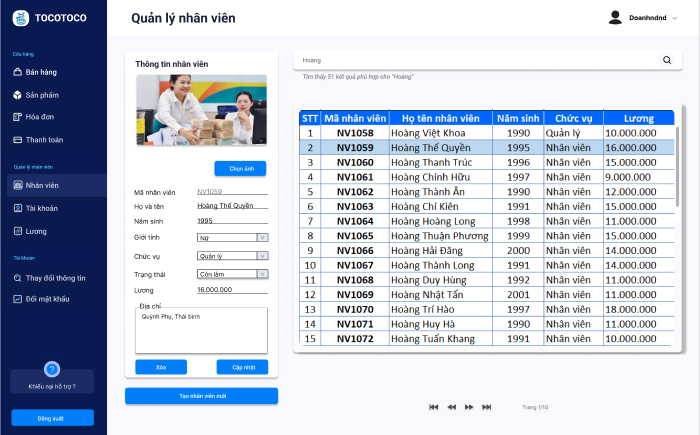 TOCOTOCO
Quản lý nhân viên
Doanhndnd
Cửa hàng
Bán hàng
Sản phẩm
Hóa đơn
Thanh toán
Quản lý nhân viên
Nhân viên
Tài khoản
Lương
Tài khoản
Thay đổi thông tin
Đổi mật khẩu
?
Khiếu nại hỗ trợ ?
Đăng xuất
Thông tin nhân viên
Chọn ảnh
Mã nhân viên NV1059
Họ và tên Hoàng Thế Quyền
Năm sinh 1995
Giới tính Nữ
Chức vụ Quản lý
Trạng thái Còn làm
Lương 16.000.000
Địa chỉ
Quỳnh Phụ, Thái bình
Xóa Cập nhật
Tạo nhân viên mới
Hoàng
Tìm thấy 51 kết quả phù hợp cho "Hoàng"
STT Mã nhân viên Họ tên nhân viên Năm sinh Chức vụ Lương
1 NV1058 Hoàng Việt Khoa 1990 Quản lý 10.000.000
2 NV1059 Hoàng Thế Quyền 1995 Nhân viên 16.000.000
3 NV1060 Hoàng Thanh Trúc 1996 Nhân viên 15.000.000
4 NV1061 Hoàng Chính Hữu 1997 Nhân viên 9.000.000
5 NV1062 Hoàng Thành Ân 1990 Nhân viên 12.000.000
6 NV1063 Hoàng Chí Kiên 1991 Nhân viên 15.000.000
7 NV1064 Hoàng Hoàng Long 1998 Nhân viên 11.000.000
8 NV1065 Hoàng Thuận Phương 1999 Nhân viên 15.000.000
9 NV1066 Hoàng Hải Đăng 2000 Nhân viên 14.000.000
10 NV1067 Hoàng Thành Long 1991 Nhân viên 14.000.000
11 NV1068 Hoàng Duy Hùng 1992 Nhân viên 11.000.000
12 NV1069 Hoàng Nhật Tấn 2001 Nhân viên 11.000.000
13 NV1070 Hoàng Trí Hào 1997 Nhân viên 18.000.000
14 NV1071 Hoàng Huy Hà 1990 Nhân viên 11.000.000
15 NV1072 Hoàng Tuấn Khang 1991 Nhân viên 10.000.000
Trang 1/10